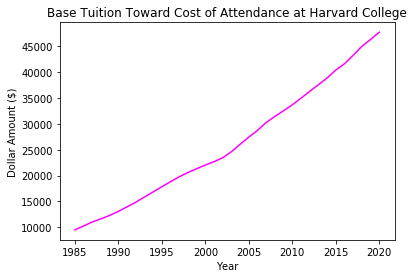 Base Tuition Toward Cost of Attendance at Harvard College
Dollar Amount ($)
45000
40000
35000
30000
25000
20000
15000
10000
1985 1990 1995 2000 2005 2010 2015 2020
Year